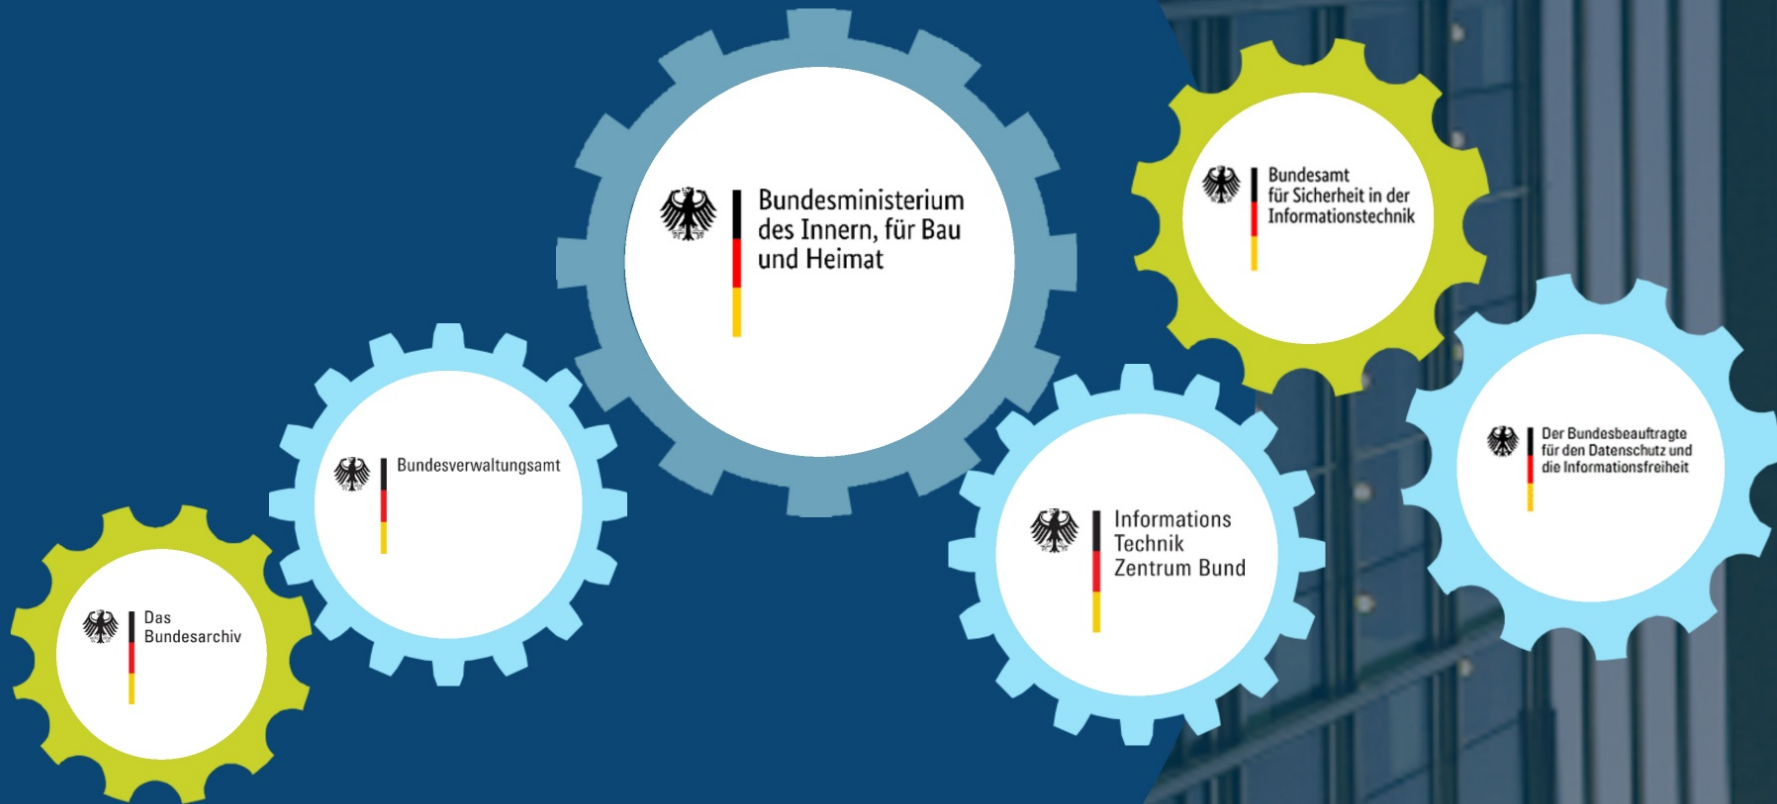 Bundesministerium
des Innern, für Bau
und Heimat
Bundesamt
für Sicherheit in der
Informationstechnik
Bundesverwaltungsamt
Der Bundesbeauftragte
für den Datenschutz und
die Informationsfreiheit
Informations
Technik
Zentrum Bund
Das
Bundesarchiv